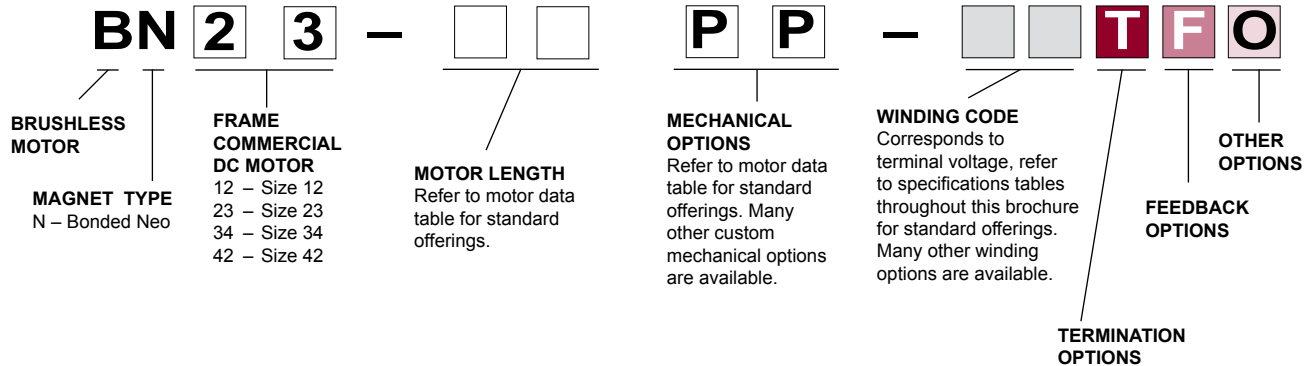 BN 2 3 – P P – T F O
BRUSHLESS
MOTOR
MAGNET TYPE
N – Bonded Neo
FRAME
COMMERCIAL
DC MOTOR
12 – Size 12
23 – Size 23
34 – Size 34
42 – Size 42
MOTOR LENGTH
Refer to motor data
table for standard
offerings.
MECHANICAL
OPTIONS
Refer to motor data
table for standard
offerings. Many
other custom
mechanical options
are available.
WINDING CODE
Corresponds to
terminal voltage, refer
to specifications tables
throughout this brochure
for standard offerings.
Many other winding
options are available.
TERMINATION
OPTIONS
FEEDBACK
OPTIONS
OTHER
OPTIONS